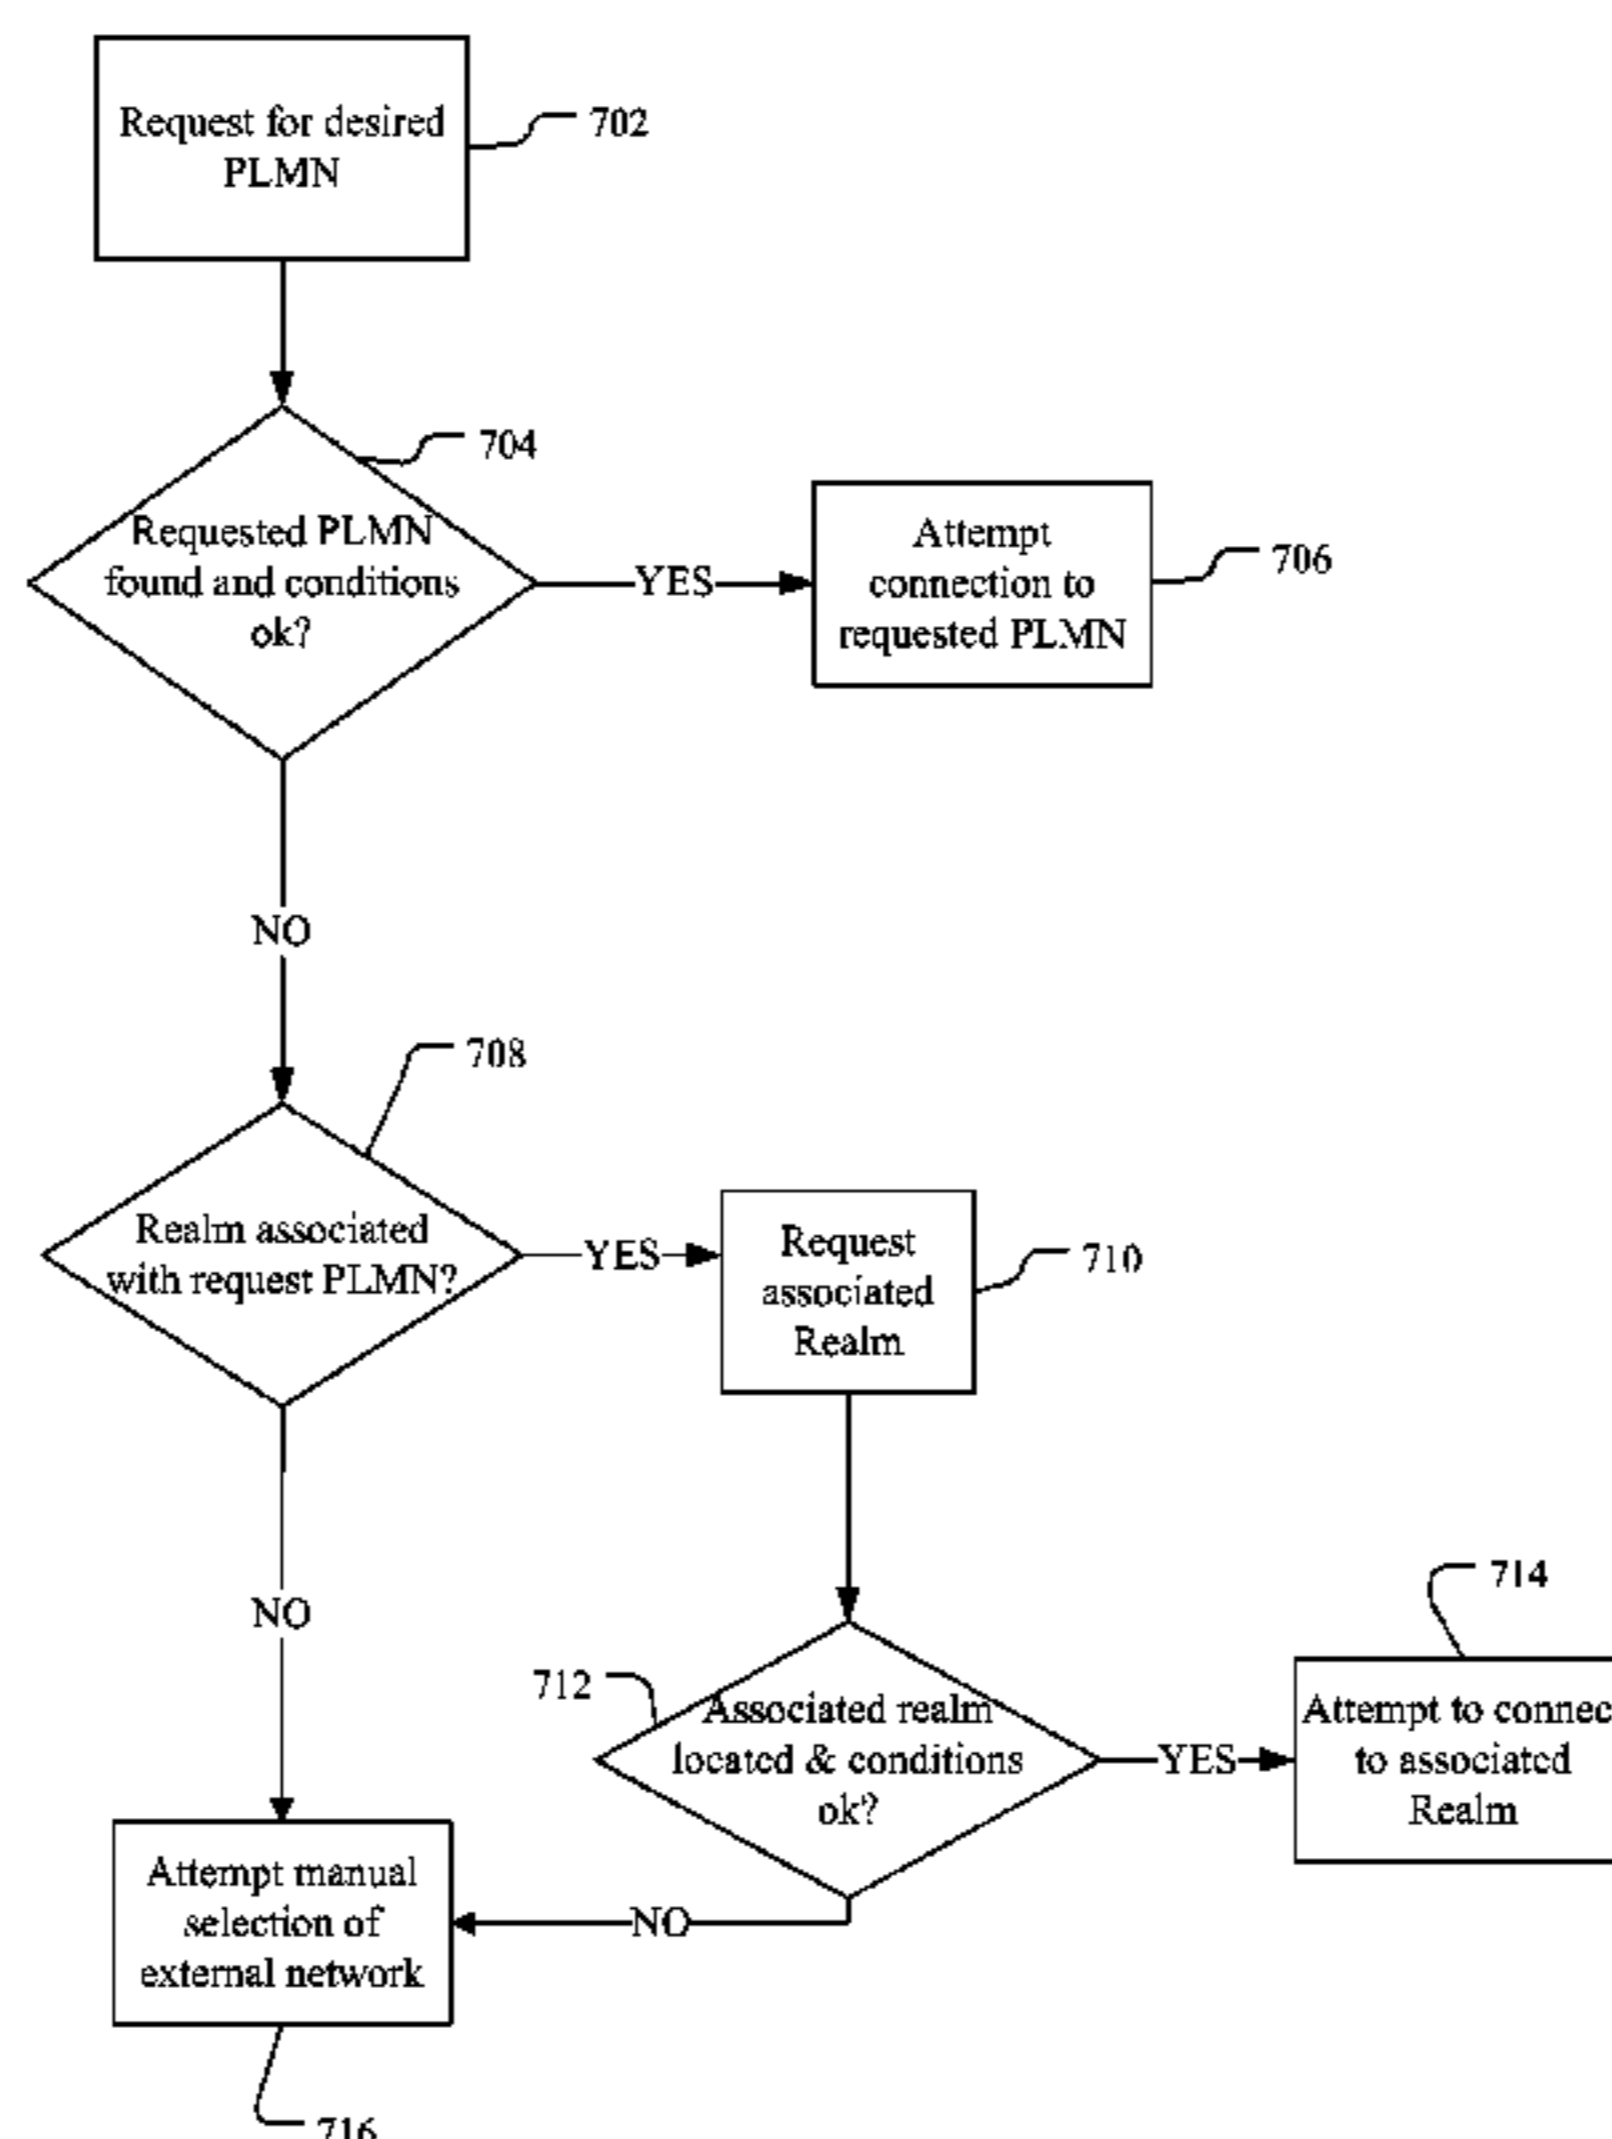 Request for desired
PLMN
702
704
Requested PLMN
found and conditions
ok?
YES
Attempt
connection to
requested PLMN
706
NO
708
Realm associated
with request PLMN?
YES
Request
associated
Realm
710
NO
712
Associated realm
located & conditions
ok?
YES
714
Attempt to connec
to associated
Realm
NO
Attempt manual
selection of
external network
716